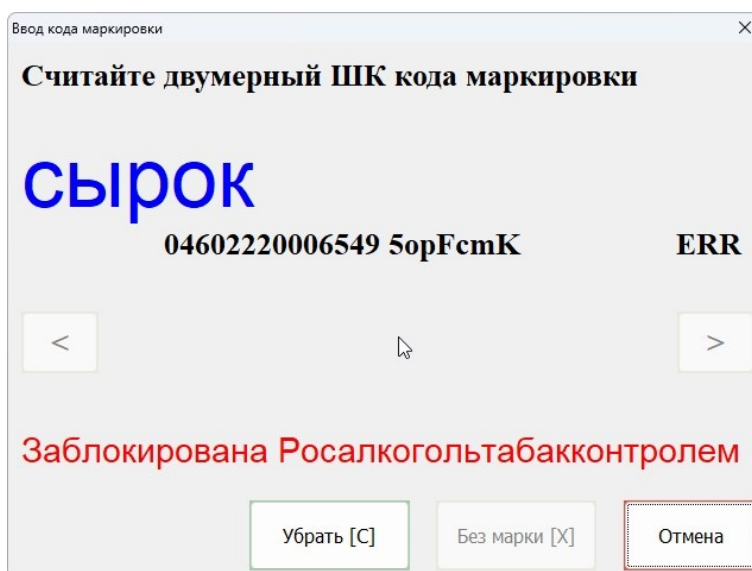 Ввод кода маркировки
Считайте двумерный ШК кода маркировки
сырок
04602220006549 5opFcmK ERR
< >
Заблокирована Росалкогольтабакконтролем
Убрать [C] Без марки [X] Отмена